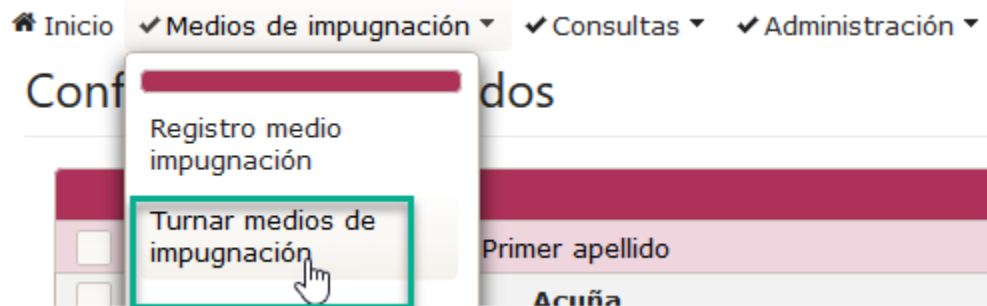 Inicio ✔Medios de impugnación ▾ ✔Consultas ▾ ✔Administración ▾
Conf dos
Registro medio
impugnación
Turnar medios de
impugnación
Primer apellido
Acuña